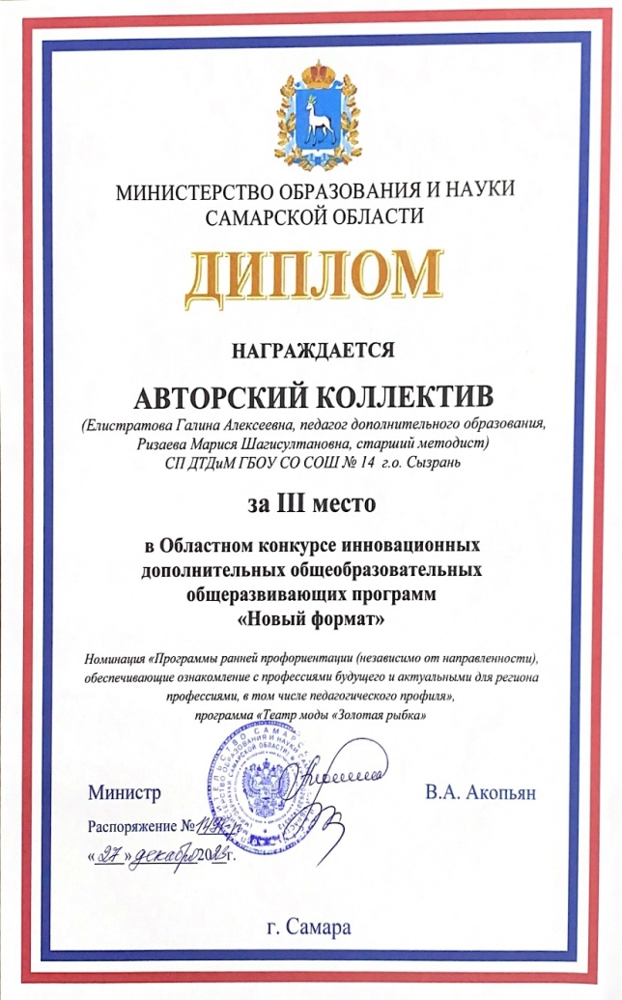 МИНИСТЕРСТВО ОБРАЗОВАНИЯ И НАУКИ
САМАРСКОЙ ОБЛАСТИ
ДИПЛОМ
НАГРАЖДАЕТСЯ
АВТОРСКИЙ КОЛЛЕКТИВ
(Елистратова Галина Алексеевна, педагог дополнительного образования,
Ризаева Марися Шагисултановна, старший методист)
СП ДТДиМ ГБОУ СО СОШ № 14 г.о. Сызрань
за III место
в Областном конкурсе инновационных
дополнительных общеобразовательных
общеразвивающих программ
«Новый формат»
Номинация «Программы ранней профориентации (независимо от направленности),
обеспечивающие ознакомление с профессиями будущего и актуальными для региона
профессиями, в том числе педагогического профиля»,
программа «Театр моды «Золотая рыбка»
Министр
В.А. Акопьян
Распоряжение №
«27» декабря 2023г.
г. Самара